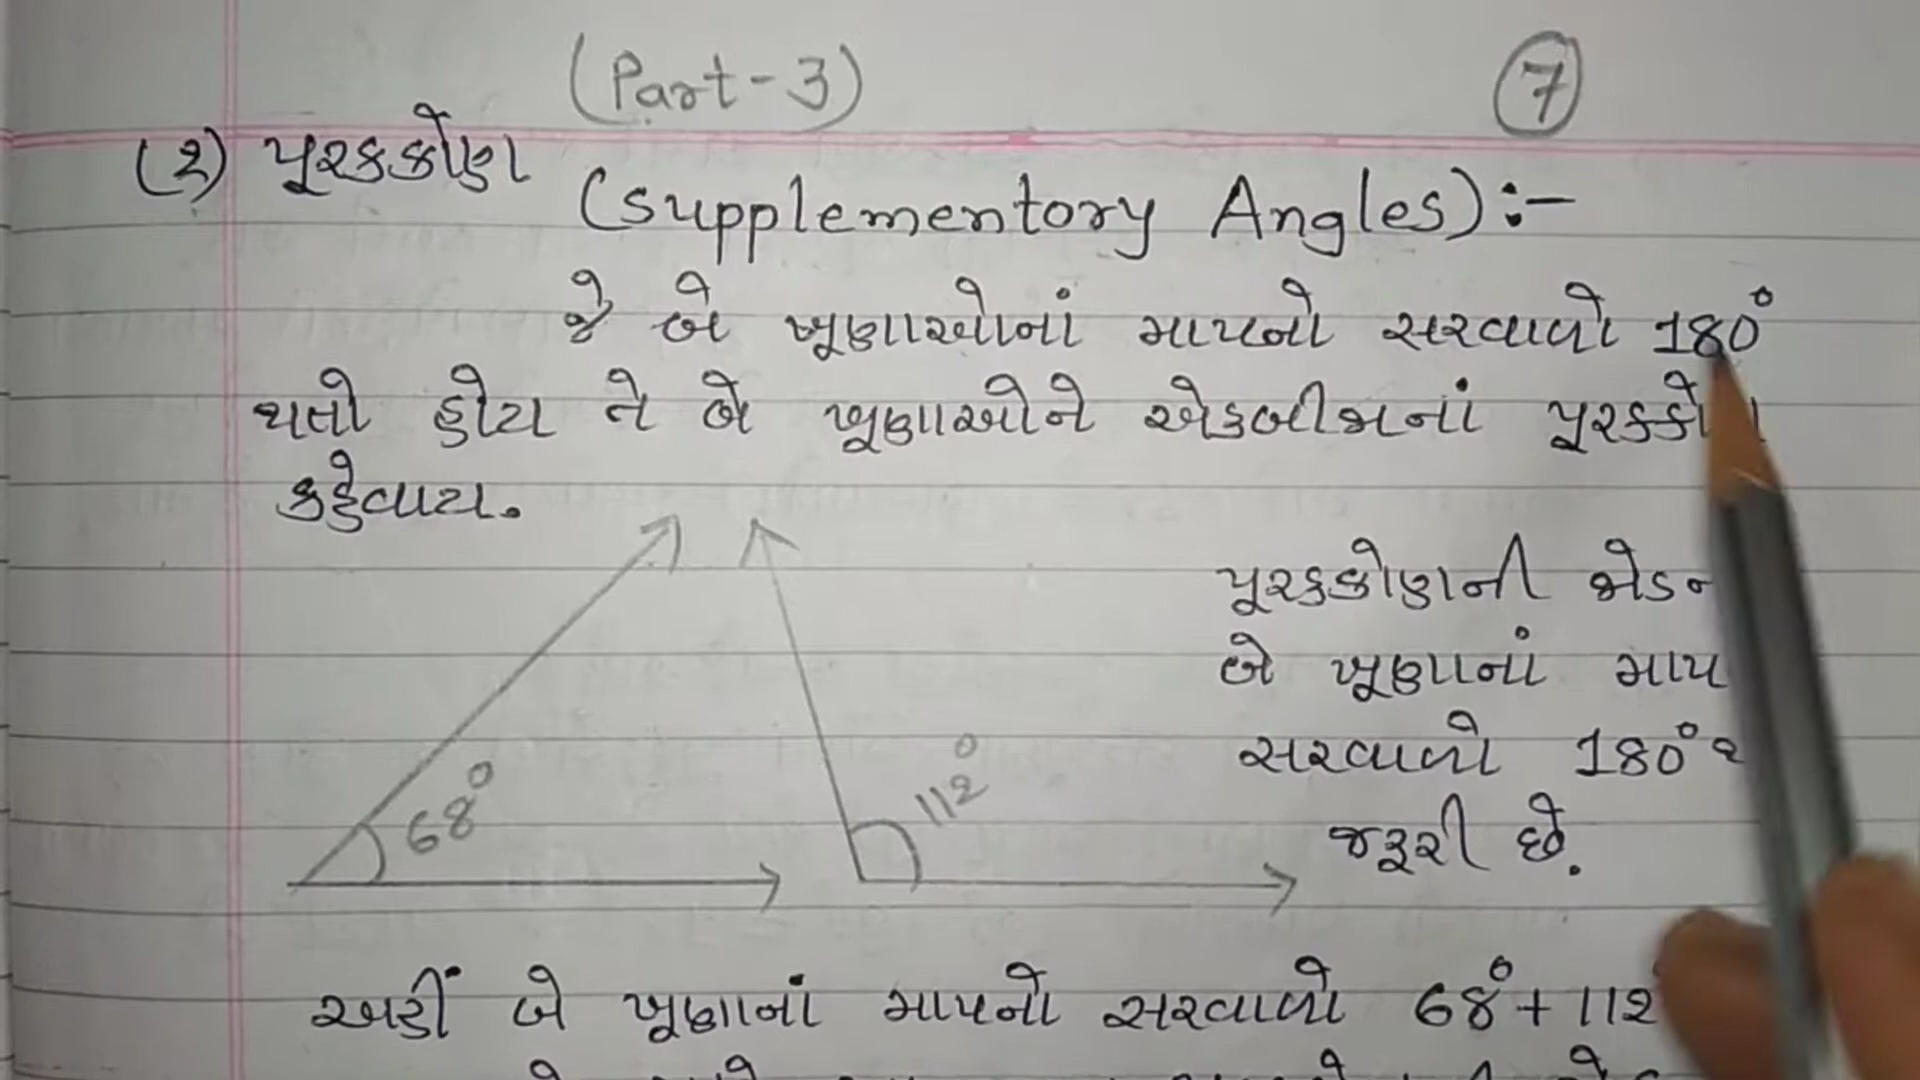 (Part-3)
7
(૨) પૂરકકોણ
(Supplementory Angles):-
જે બે ખૂણાઓનાં માપનો સરવાળો 180°
થતો હોય તે બે ખૂણાઓને એકબીજાનાં
કહેવાય.
પૂરકકોણની
બે ખૂણાનાં
સરવાળો 180°
જરૂરી છે.
68°
112°
અહીં બે ખૂણાનાં માપનો સરવાળો 68° + 112